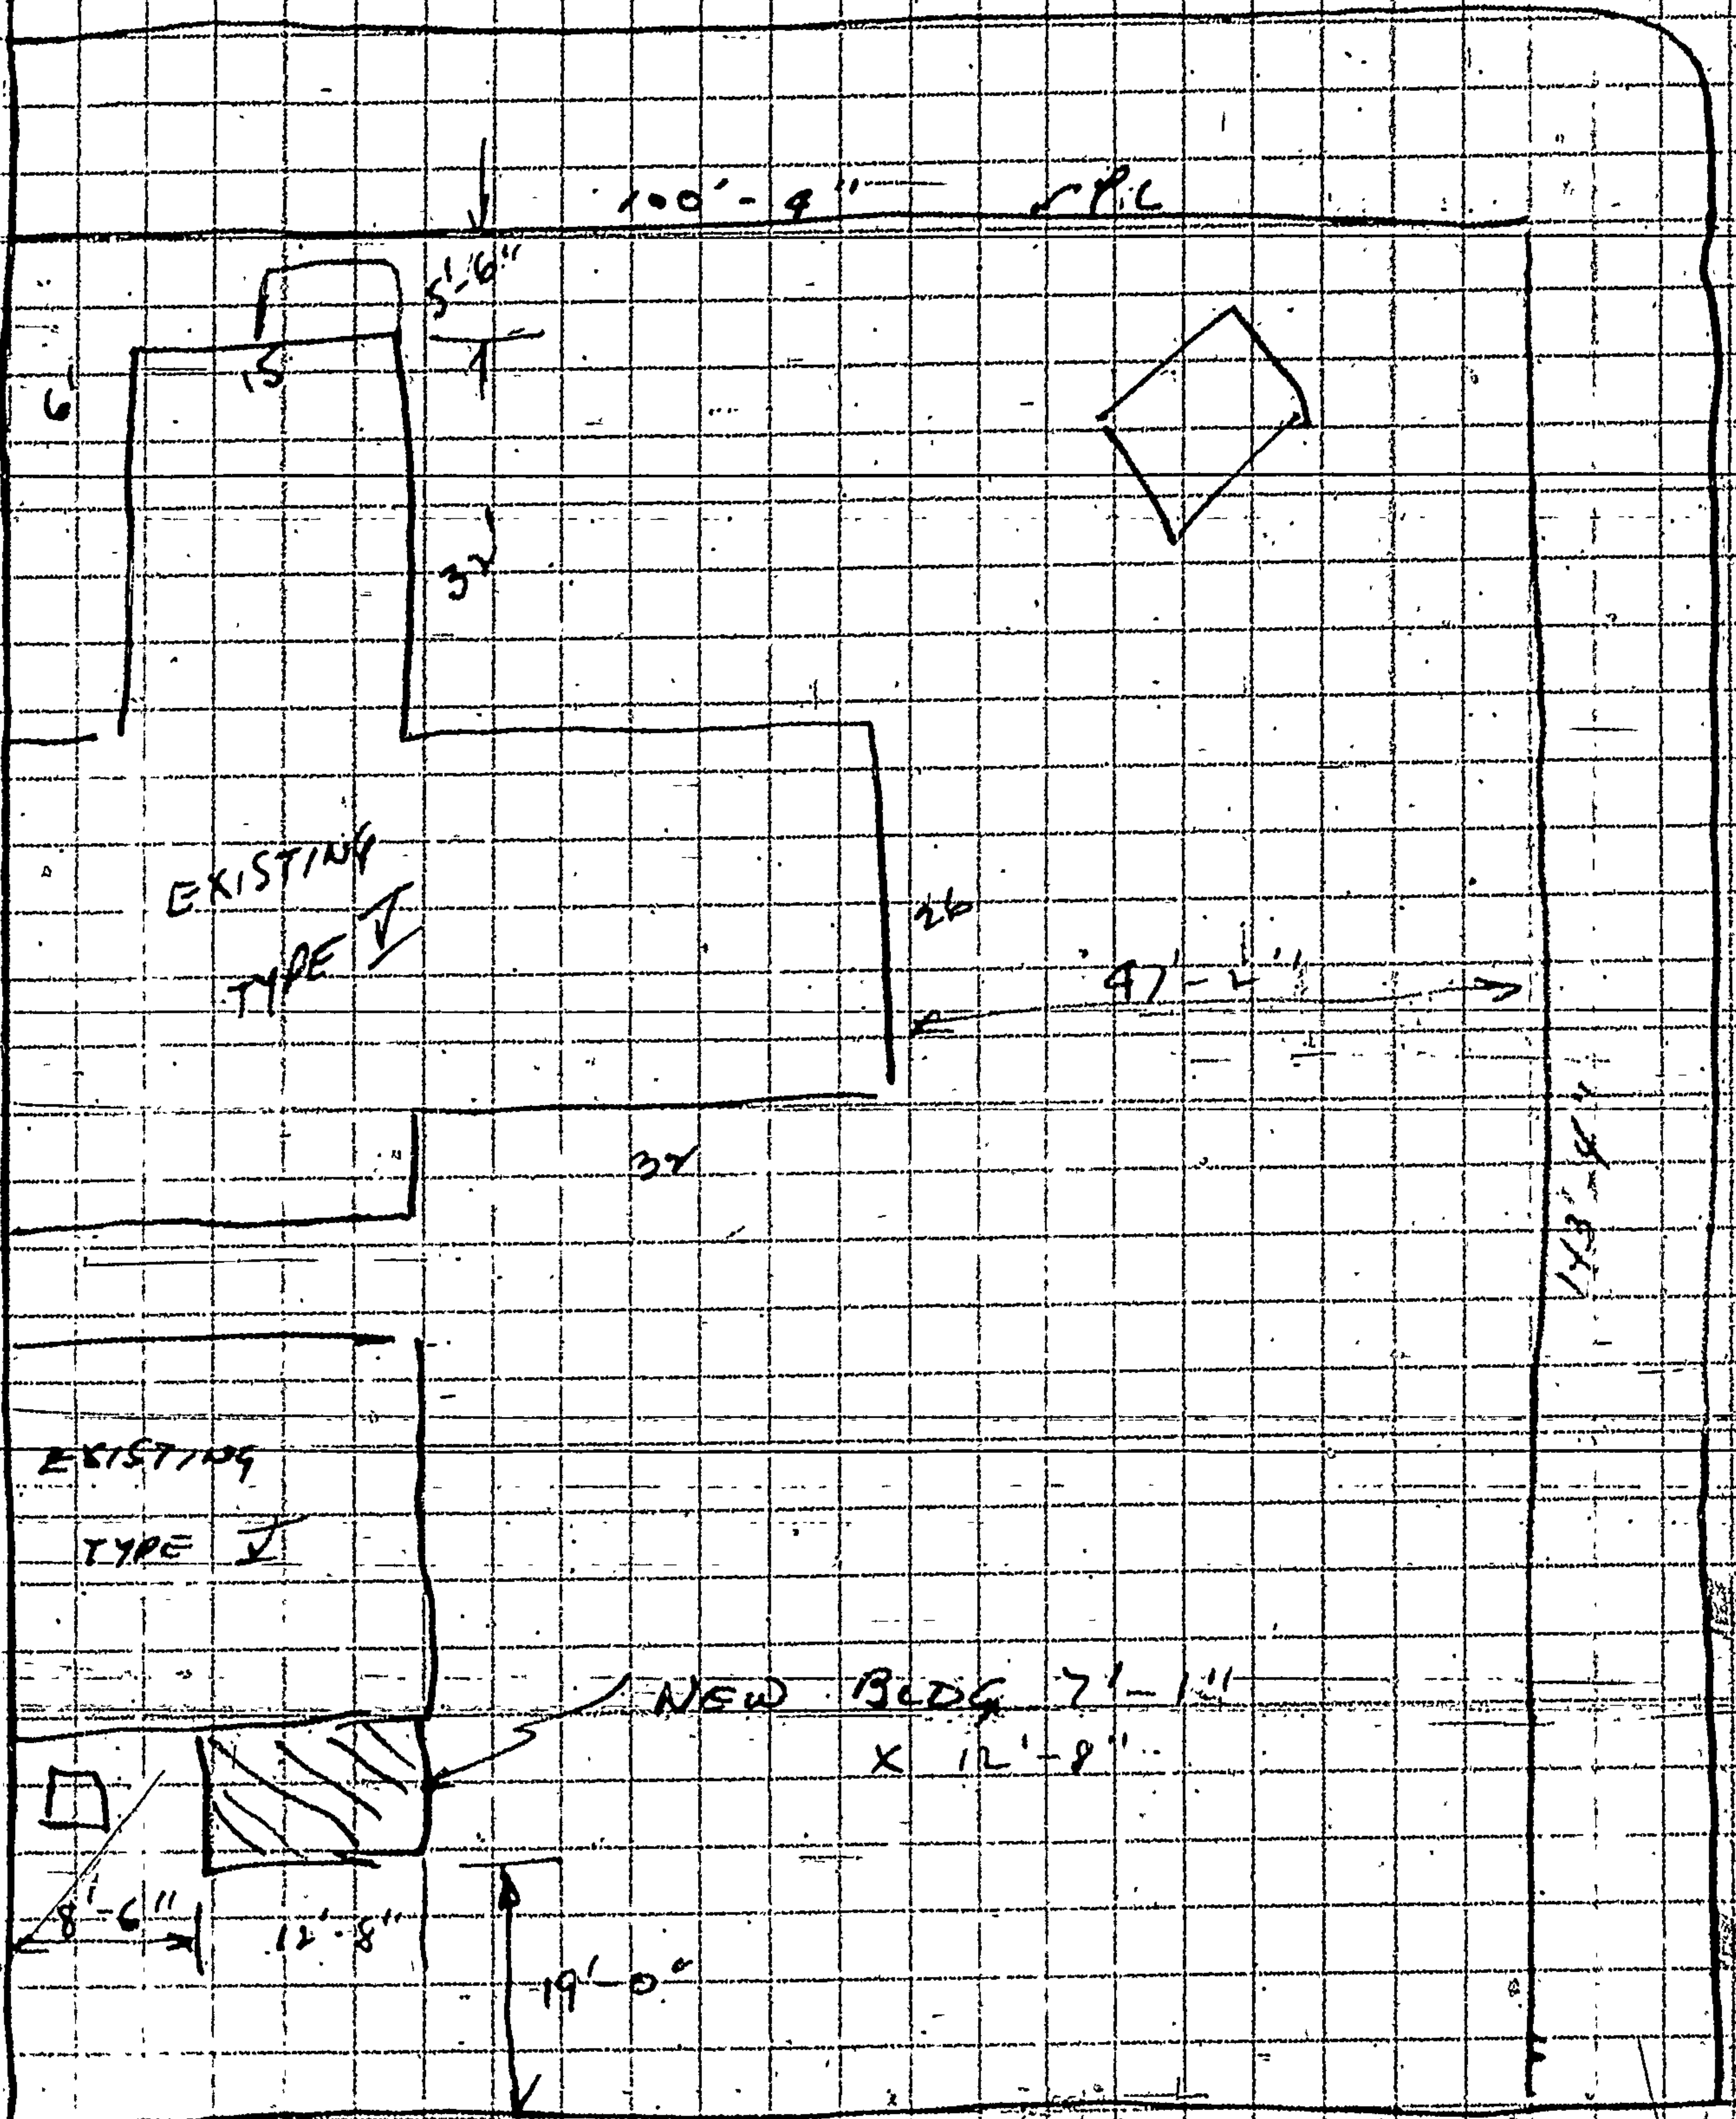 100'-4" P.L
5'-6"
15
6'
32'
EXISTING
TYPE V
26
47'-2"
32
143'-4"
EXISTING
TYPE V
NEW BLDG 7'-1"
X 12'-8"
8'-6" 12'-8"
19'-0"